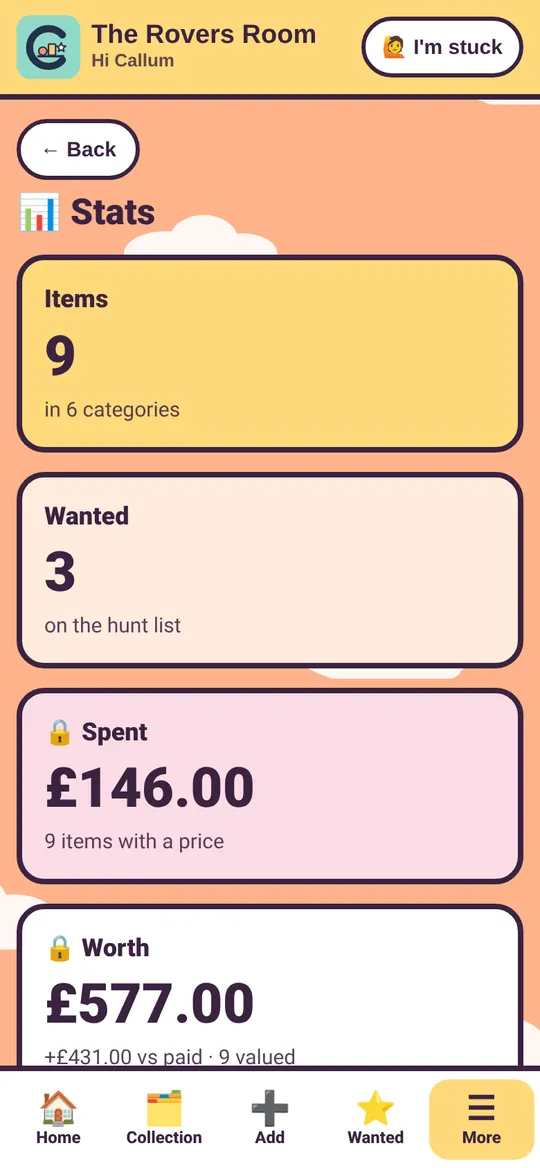 The Rovers Room
Hi Callum
I'm stuck
← Back
Stats
Items
9
in 6 categories
Wanted
3
on the hunt list
Spent
£146.00
9 items with a price
Worth
£577.00
+£431.00 vs paid · 9 valued
Home
Collection
Add
Wanted
More